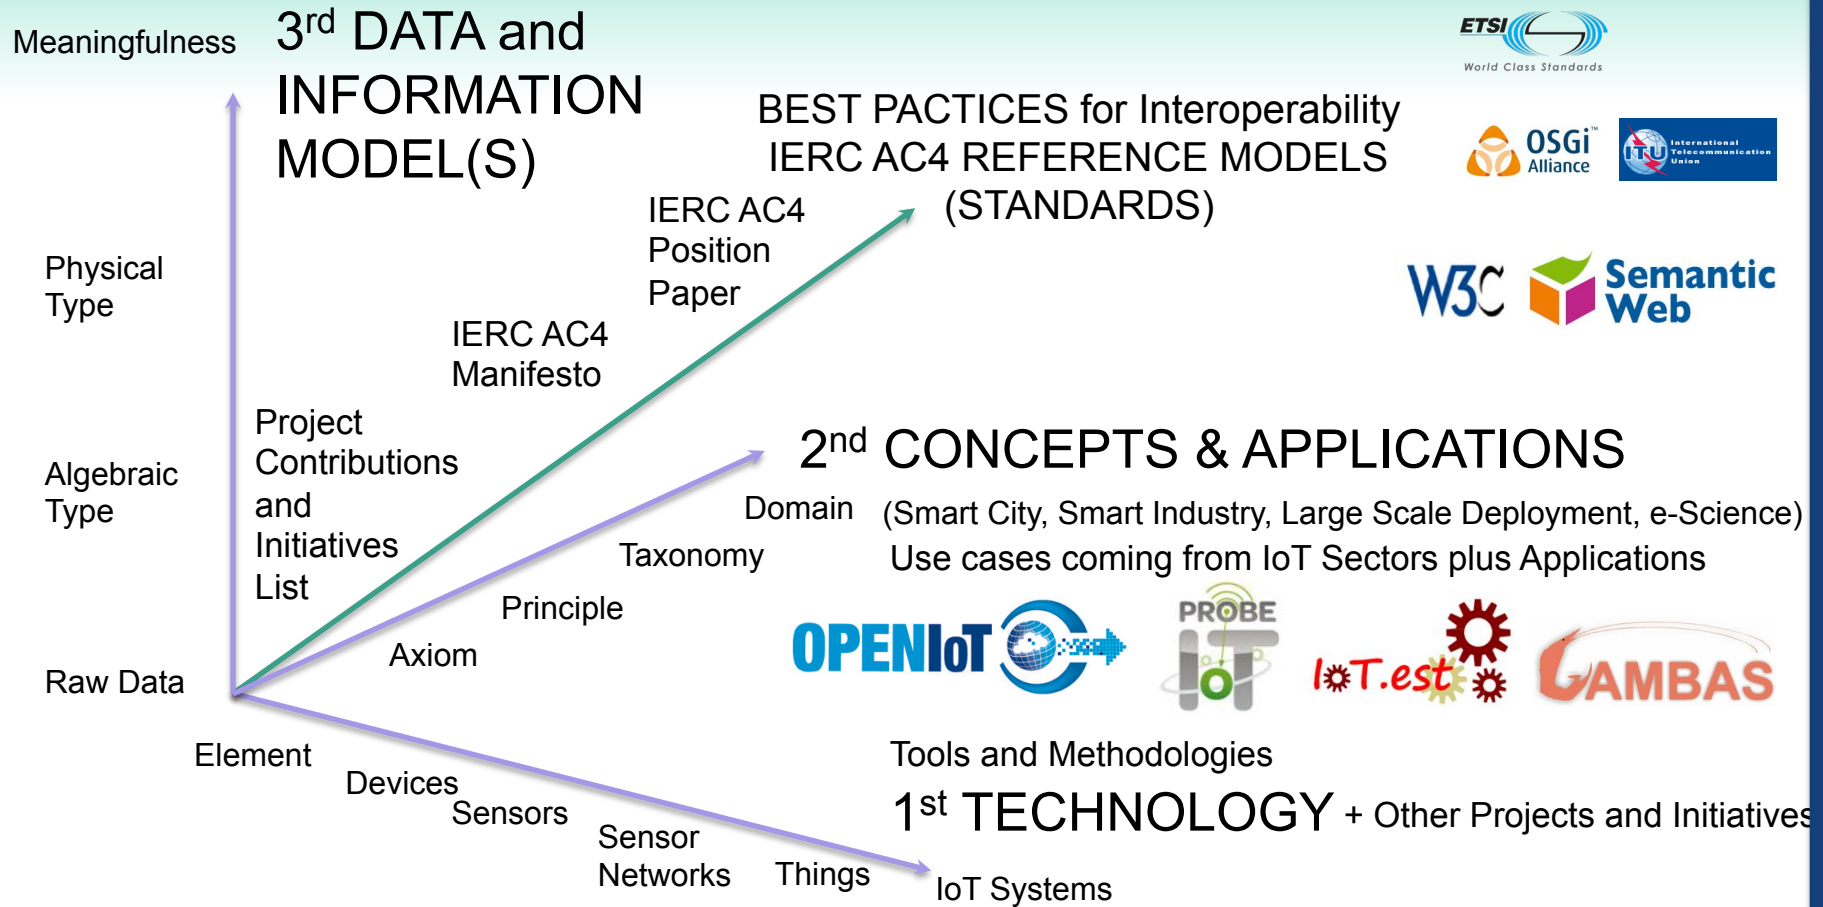 Meaningfulness
3rd DATA and
INFORMATION
MODEL(S)
ETSI
World Class Standards
BEST PACTICES for Interoperability
IERC AC4 REFERENCE MODELS
(STANDARDS)
OSGi™
Alliance
ITU
International
Telecommunication
Union
IERC AC4
Position
Paper
Physical
Type
W3C
Semantic
Web
IERC AC4
Manifesto
Project
Contributions
and
Initiatives
List
Algebraic
Type
2nd CONCEPTS & APPLICATIONS
Domain
(Smart City, Smart Industry, Large Scale Deployment, e-Science)
Taxonomy
Use cases coming from IoT Sectors plus Applications
Principle
Axiom
OPENIoT
PROBE
IoT
IoT.est
GAMBAS
Raw Data
Element
Devices
Sensors
Sensor
Networks
Things
IoT Systems
Tools and Methodologies
1st TECHNOLOGY + Other Projects and Initiatives